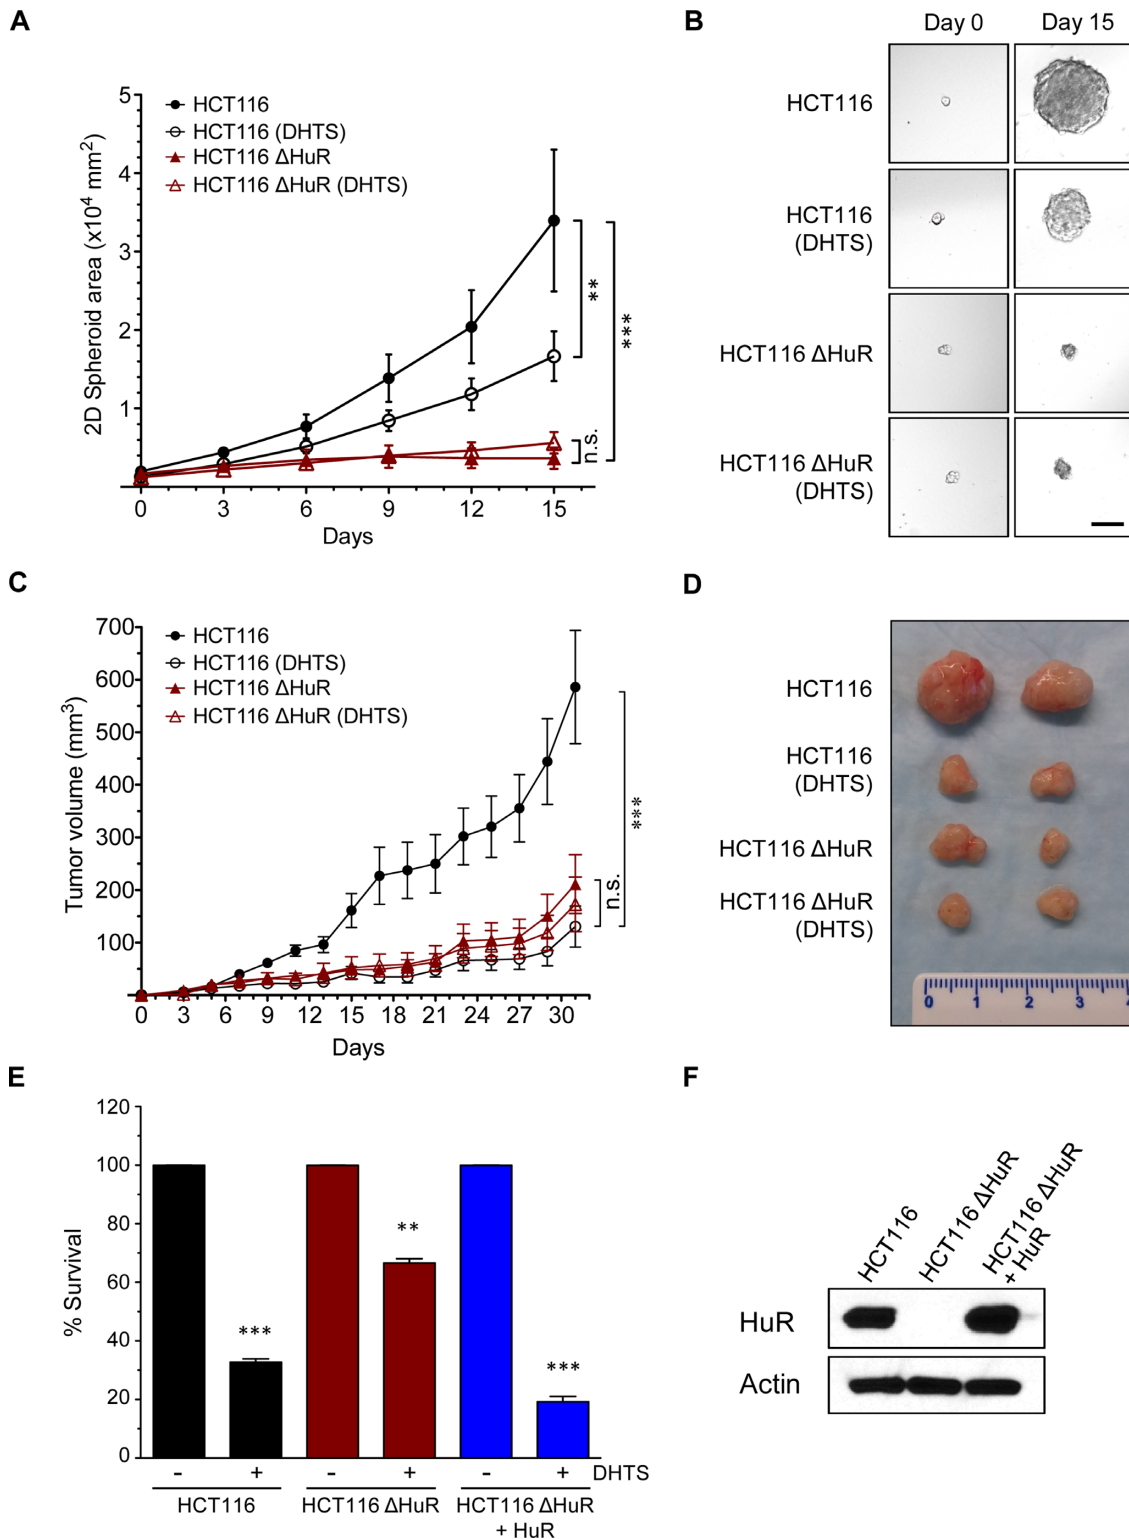 A
2D Spheroid area (x10⁴ mm²)
5
4
3
2
1
0
3
6
9
12
15
Days
HCT116
HCT116 (DHTS)
HCT116 ΔHuR
HCT116 ΔHuR (DHTS)
**
***
n.s.
B
Day 0
Day 15
HCT116
HCT116
(DHTS)
HCT116 ΔHuR
HCT116 ΔHuR
(DHTS)
C
Tumor volume (mm³)
700
600
500
400
300
200
100
0
3
6
9
12
15
18
21
24
27
30
Days
HCT116
HCT116 (DHTS)
HCT116 ΔHuR
HCT116 ΔHuR (DHTS)
***
n.s.
D
HCT116
HCT116
(DHTS)
HCT116 ΔHuR
HCT116 ΔHuR
(DHTS)
0 1 2 3 4
E
% Survival
120
100
80
60
40
20
0
***
**
***
- + - + - + DHTS
HCT116 HCT116 ΔHuR HCT116 ΔHuR
+ HuR
F
HCT116
HCT116 ΔHuR
HCT116 ΔHuR
+ HuR
HuR
Actin